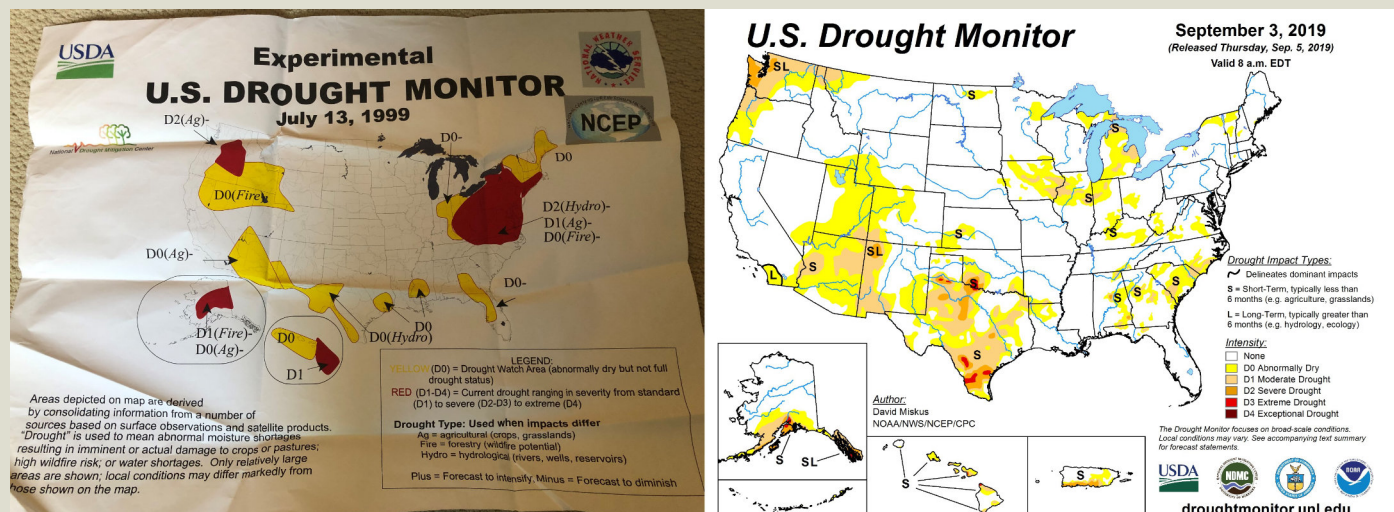 USDA
Experimental
U.S. DROUGHT MONITOR
July 13, 1999
NATIONAL WEATHER SERVICE
NCEP
National Drought Mitigation Center
D2(Ag)-
D0-
D0
D0(Fire)
D2(Hydro)-
D1(Ag)-
D0(Fire)-
D0(Ag)-
D0-
D1(Fire)-
D0(Ag)-
D0
D1
D0
D0(Hydro)
LEGEND:
YELLOW (D0) = Drought Watch Area (abnormally dry but not full
drought status)
RED (D1-D4) = Current drought ranging in severity from standard
(D1) to severe (D2-D3) to extreme (D4)
Drought Type: Used when impacts differ
Ag = agricultural (crops, grasslands)
Fire = forestry (wildfire potential)
Hydro = hydrological (rivers, wells, reservoirs)
Plus = Forecast to intensify, Minus = Forecast to diminish
Areas depicted on map are derived
by consolidating information from a number of
sources based on surface observations and satellite products.
"Drought" is used to mean abnormal moisture shortages
resulting in imminent or actual damage to crops or pastures;
high wildfire risk; or water shortages. Only relatively large
areas are shown; local conditions may differ markedly from
hose shown on the map.
U.S. Drought Monitor
September 3, 2019
(Released Thursday, Sep. 5, 2019)
Valid 8 a.m. EDT
SL
S
S
S
S
S
SL
S
L
S
S
S
S
S
S
SL
S
S
Drought Impact Types:
Delineates dominant impacts
S = Short-Term, typically less than
6 months (e.g. agriculture, grasslands)
L = Long-Term, typically greater than
6 months (e.g. hydrology, ecology)
Intensity:
None
D0 Abnormally Dry
D1 Moderate Drought
D2 Severe Drought
D3 Extreme Drought
D4 Exceptional Drought
Author:
David Miskus
NOAA/NWS/NCEP/CPC
The Drought Monitor focuses on broad-scale conditions.
Local conditions may vary. See accompanying text summary
for forecast statements.
USDA
NDMC
NOAA
droughtmonitor.unl.edu